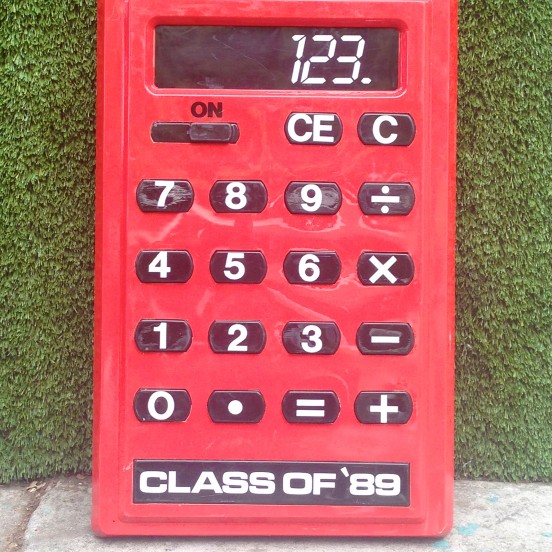 123.
ON
CE C
7 8 9 ÷
4 5 6 ×
1 2 3 −
0 • = +
CLASS OF `89